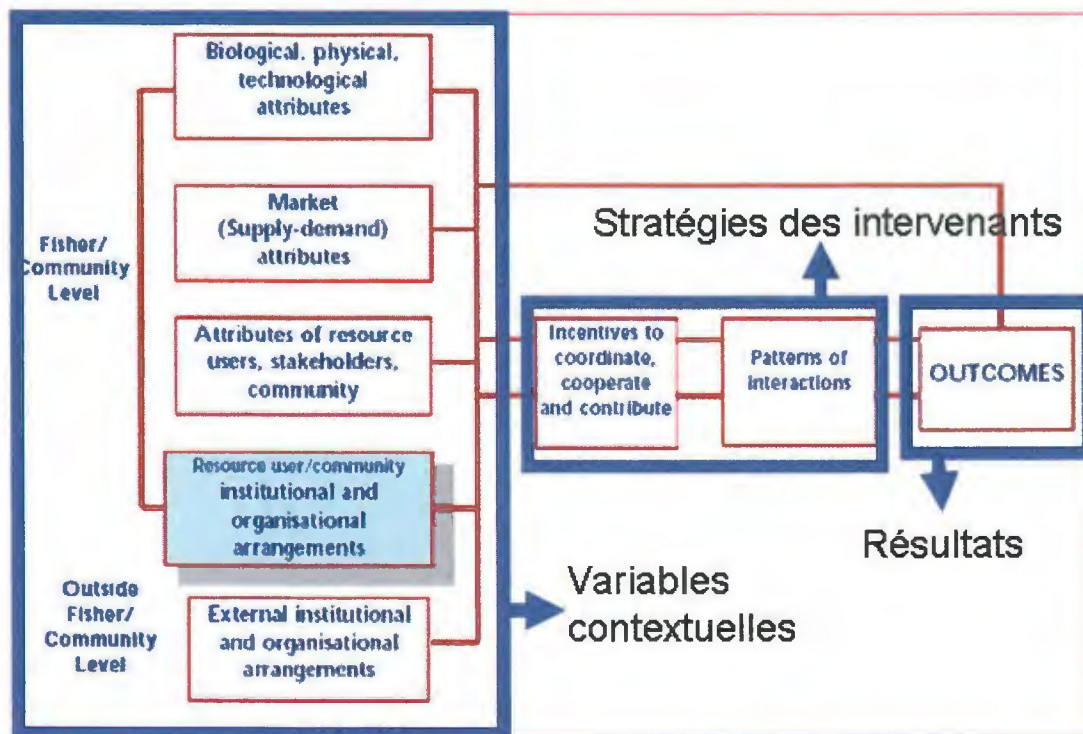 Biological, physical,
technological
attributes
Market
(Supply-demand)
attributes
Fisher/
Community
Level
Attributes of resource
users, stakeholders,
community
Resource user/community
institutional and
organisational
arrangements
Outside
Fisher/
Community
Level
External institutional
and organisational
arrangements
Stratégies des intervenants
Incentives to
coordinate,
cooperate
and contribute
Patterns of
interactions
OUTCOMES
Résultats
Variables
contextuelles